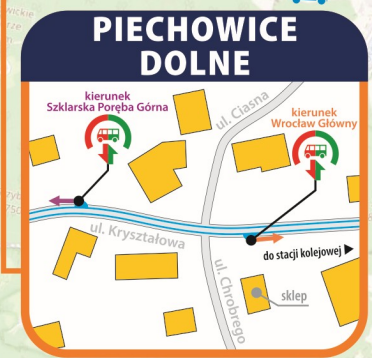 PIECHOWICE
DOLNE
kierunek
Szklarska Poręba Górna
ul. Ciasna
kierunek
Wrocław Główny
ul. Kryształowa
do stacji kolejowej
ul. Chrobrego
sklep